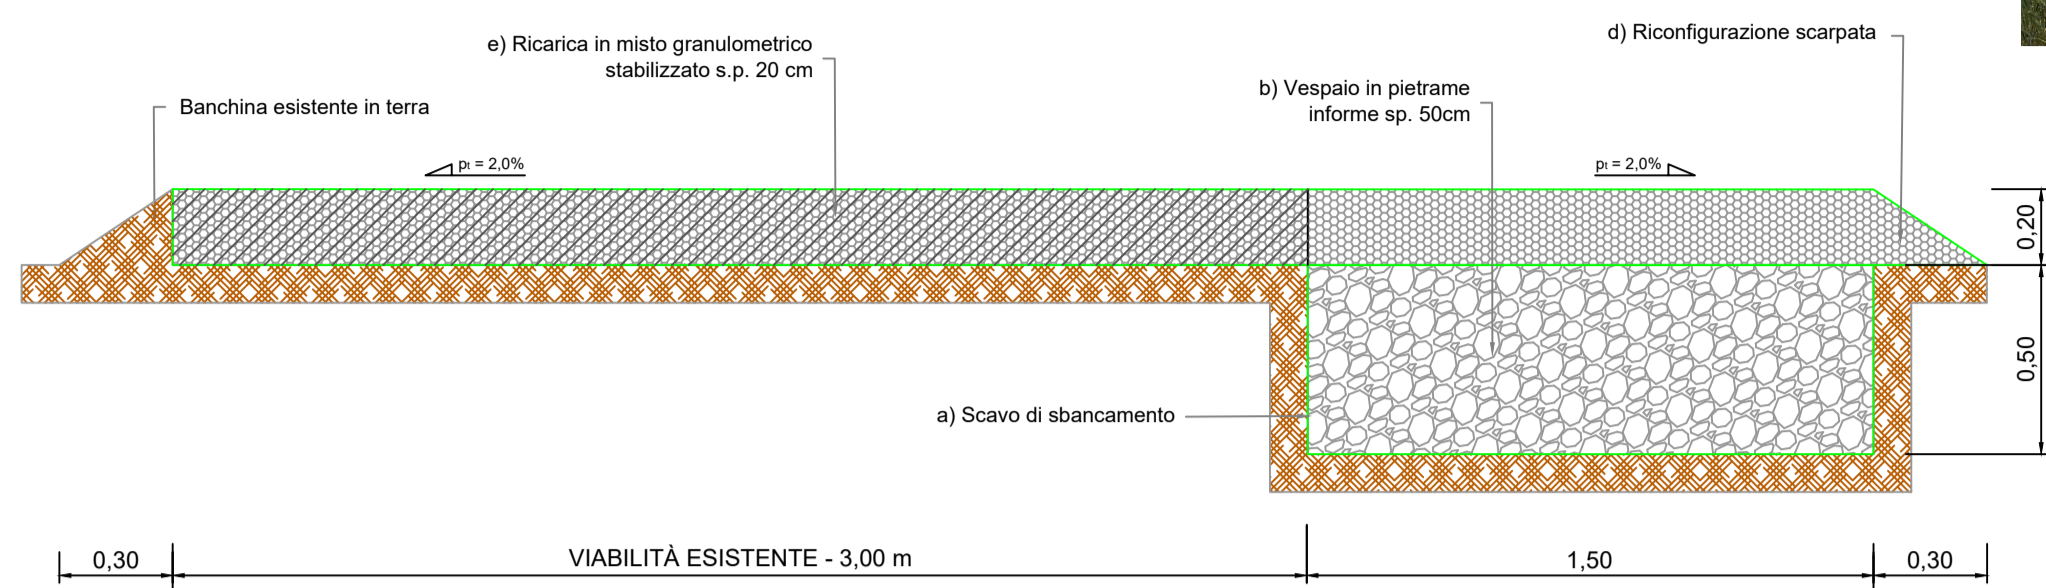 d) Riconfigurazione scarpata
e) Ricarica in misto granulometrico
stabilizzato s.p. 20 cm
b) Vespaio in pietrame
informe sp. 50cm
Banchina esistente in terra
pt = 2,0%
pt = 2,0%
0,20
0,50
a) Scavo di sbancamento
0,30
VIABILITÀ ESISTENTE - 3,00 m
1,50
0,30